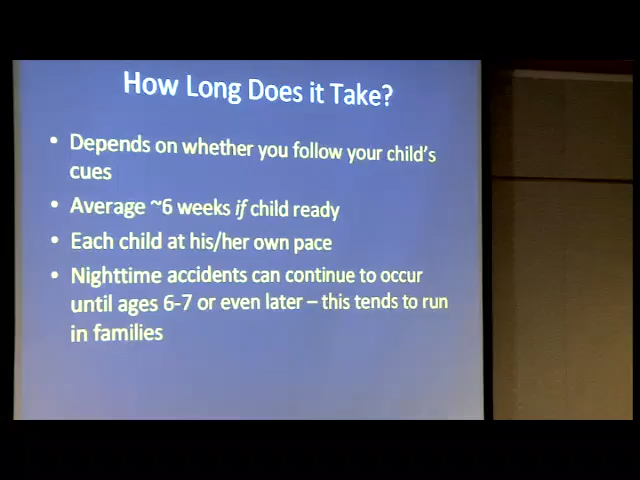 How Long Does it Take?
• Depends on whether you follow your child's
cues
• Average ~6 weeks if child ready
• Each child at his/her own pace
• Nighttime accidents can continue to occur
until ages 6-7 or even later – this tends to run
in families